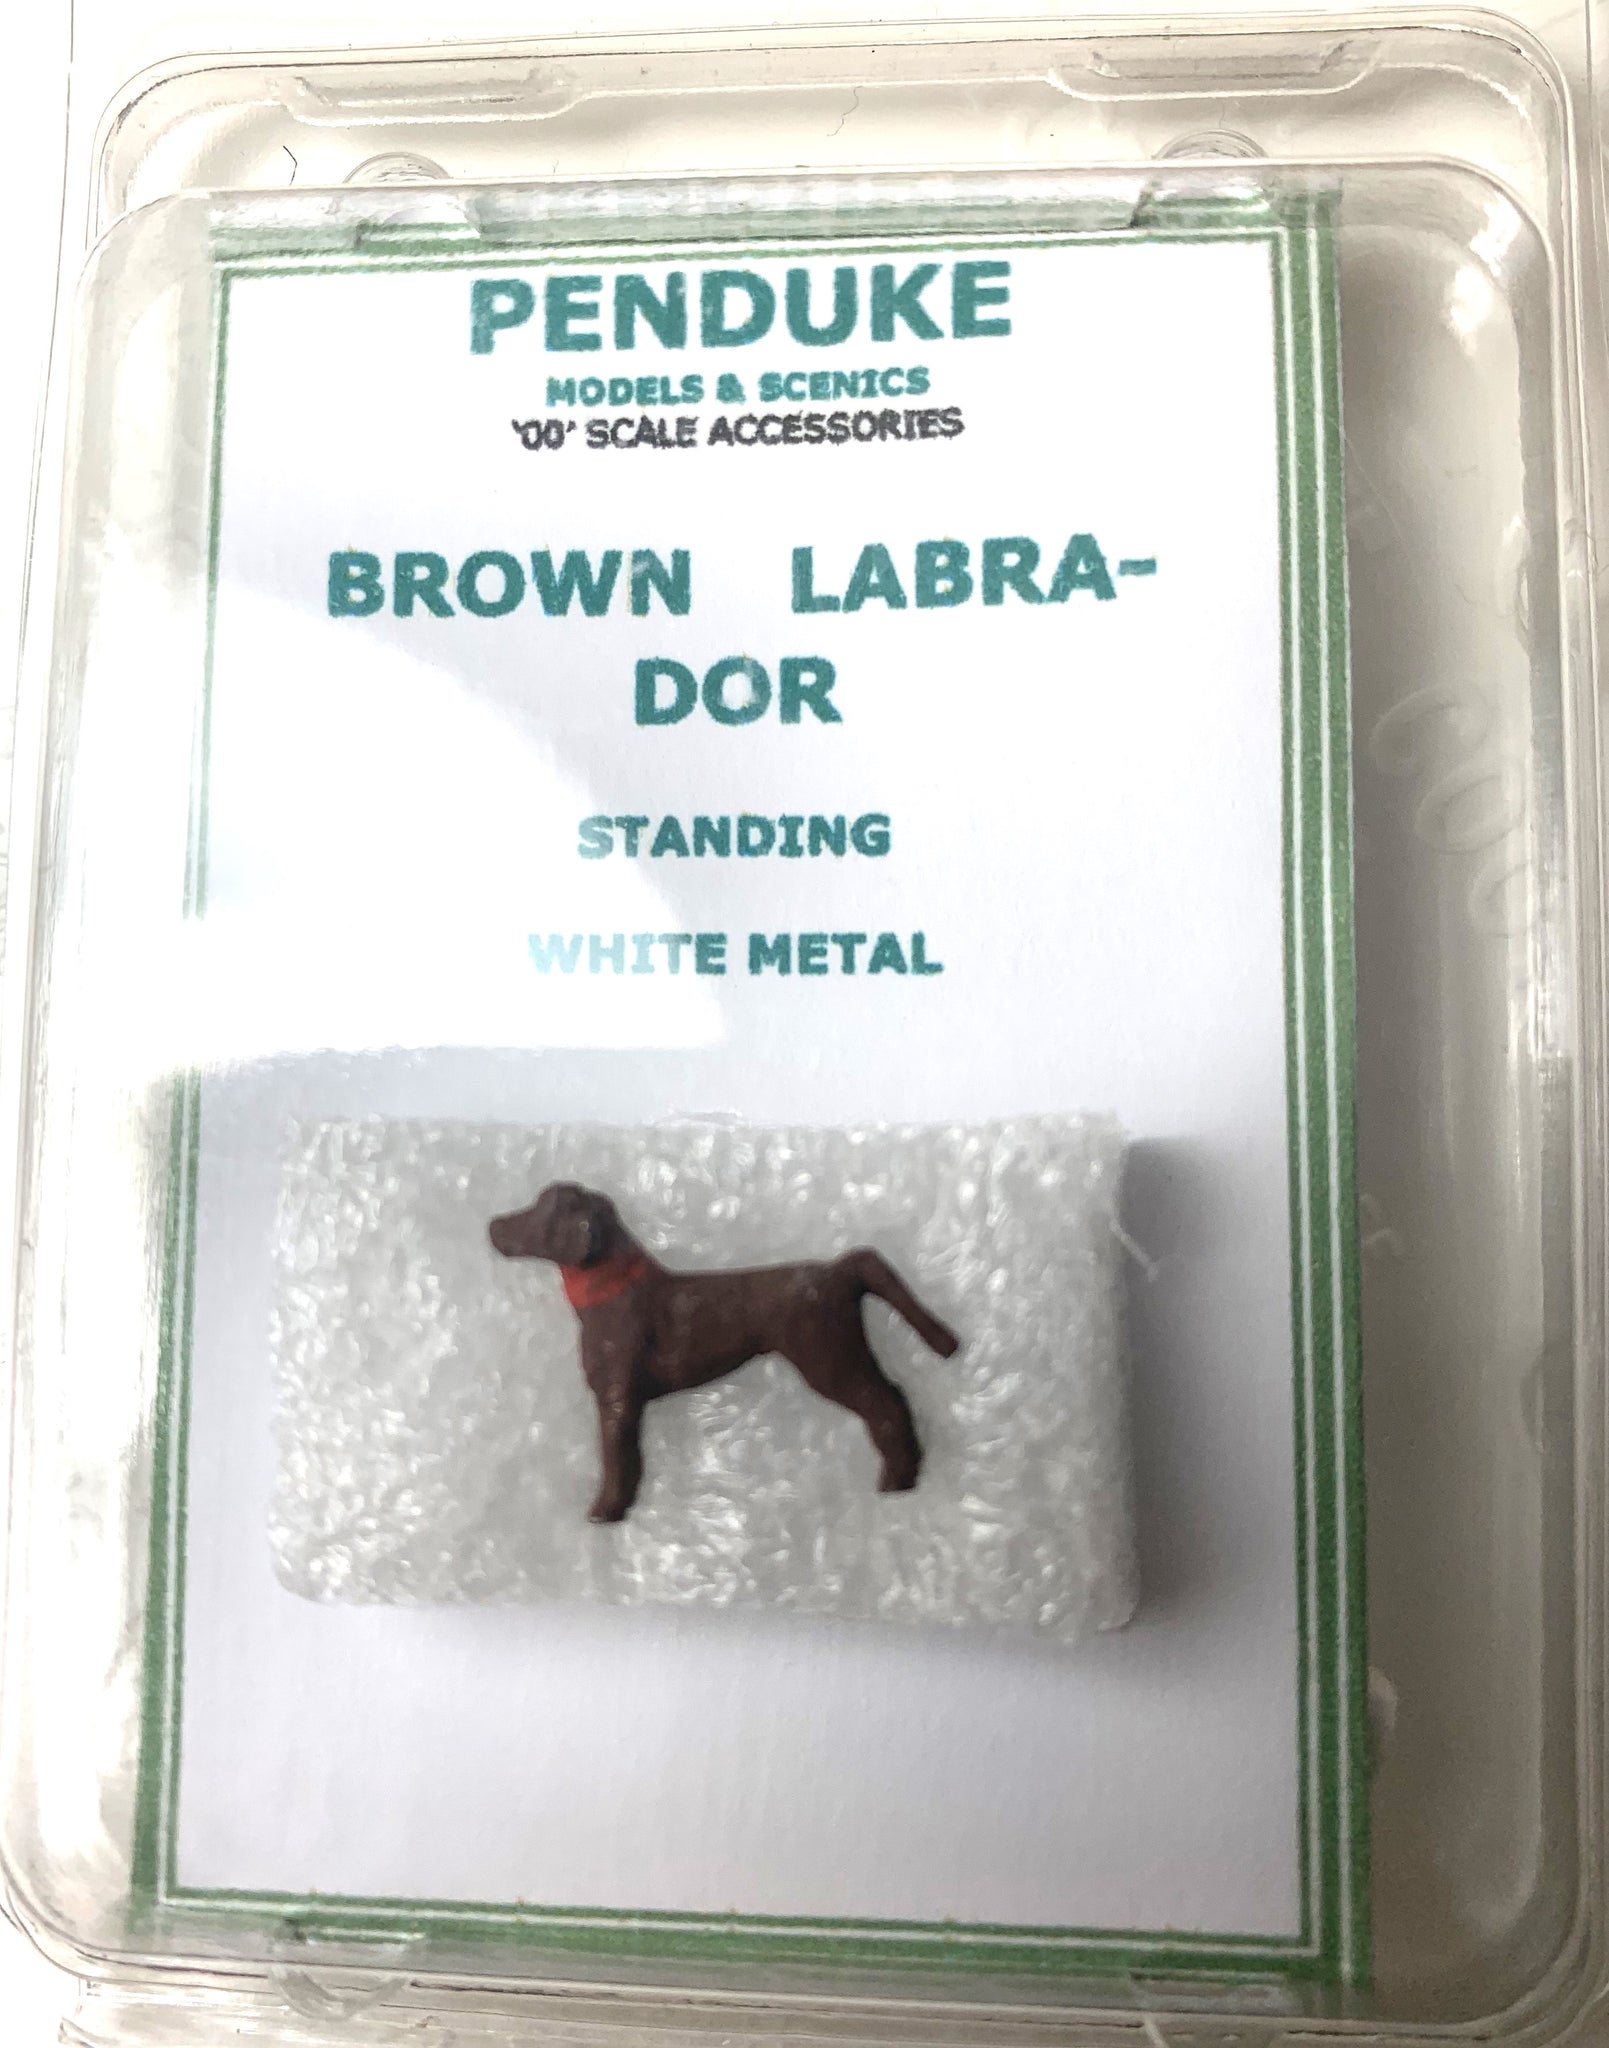 PENDUKE
MODELS & SCENICS
'00' SCALE ACCESSORIES
BROWN LABRA-
DOR
STANDING
WHITE METAL